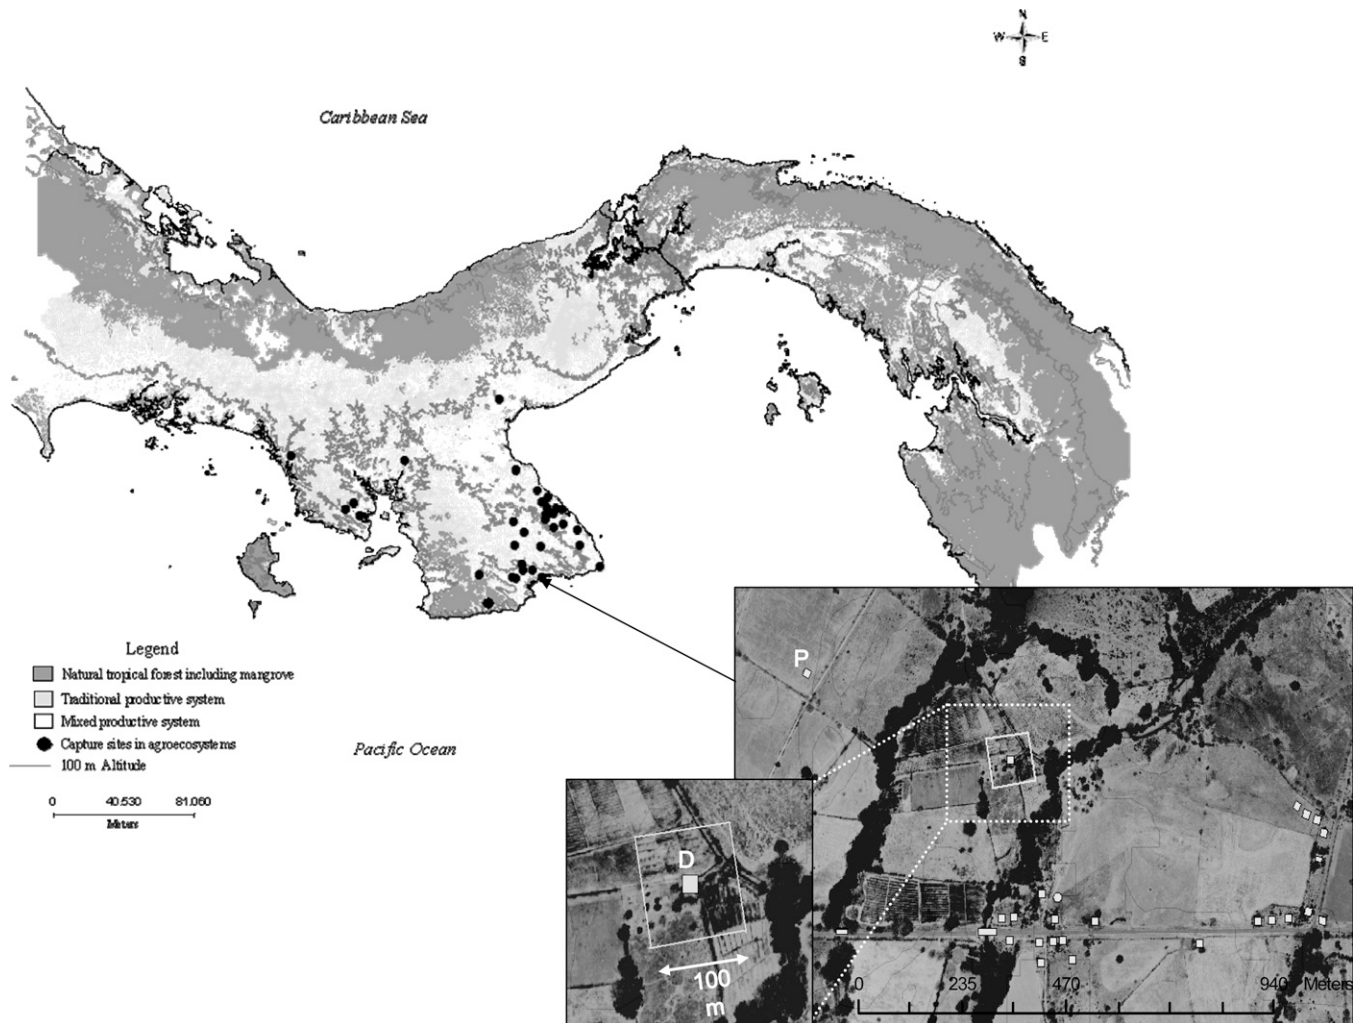 N
W E
S
Caribbean Sea
Legend
Natural tropical forest including mangrove
Traditional productive system
Mixed productive system
Capture sites in agroecosystems
100 m Altitude
0 40.530 81.060
Meters
Pacific Ocean
P
D
100
m
0 235 470 940 Meters